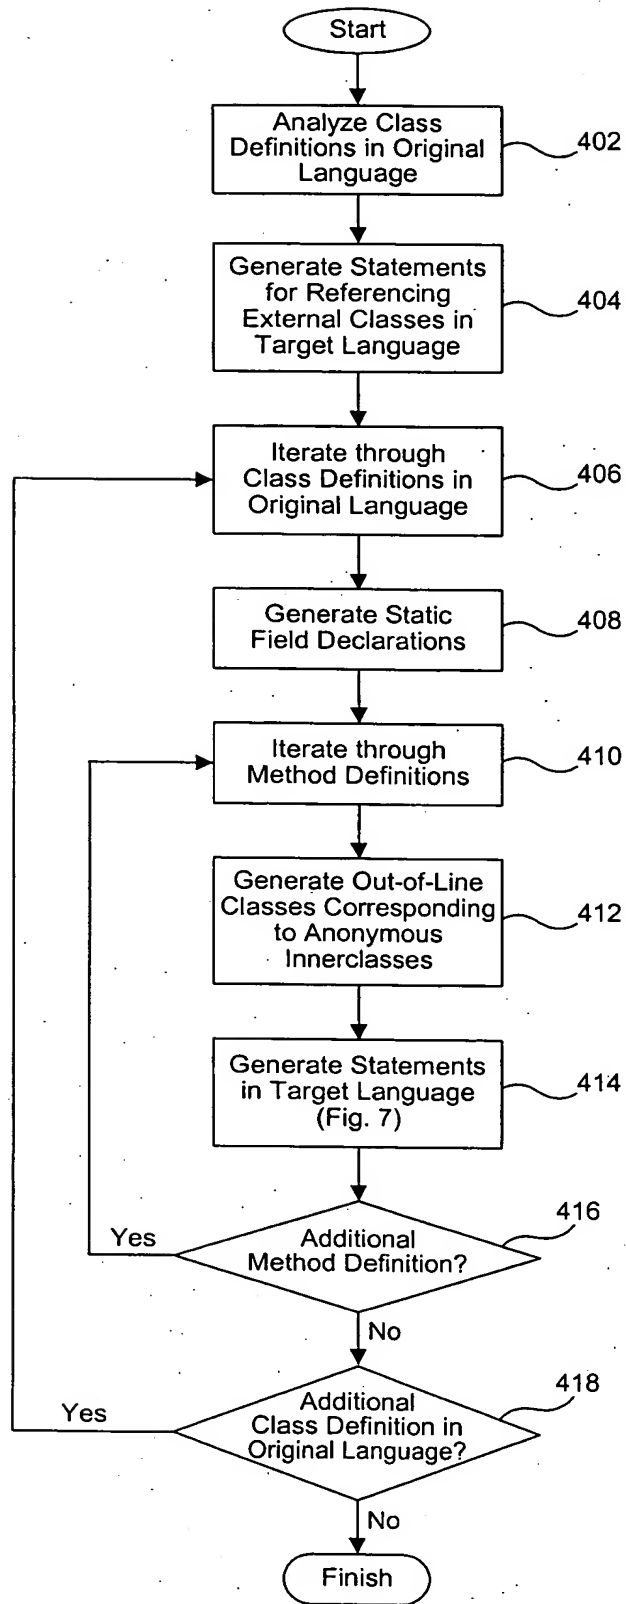 Start
Analyze Class
Definitions in Original
Language
402
Generate Statements
for Referencing
External Classes in
Target Language
404
Iterate through
Class Definitions in
Original Language
406
Generate Static
Field Declarations
408
Iterate through
Method Definitions
410
Generate Out-of-Line
Classes Corresponding
to Anonymous
Innerclasses
412
Generate Statements
in Target Language
(Fig. 7)
414
Additional
Method Definition?
416
Yes
No
Additional
Class Definition in
Original Language?
418
Yes
No
Finish